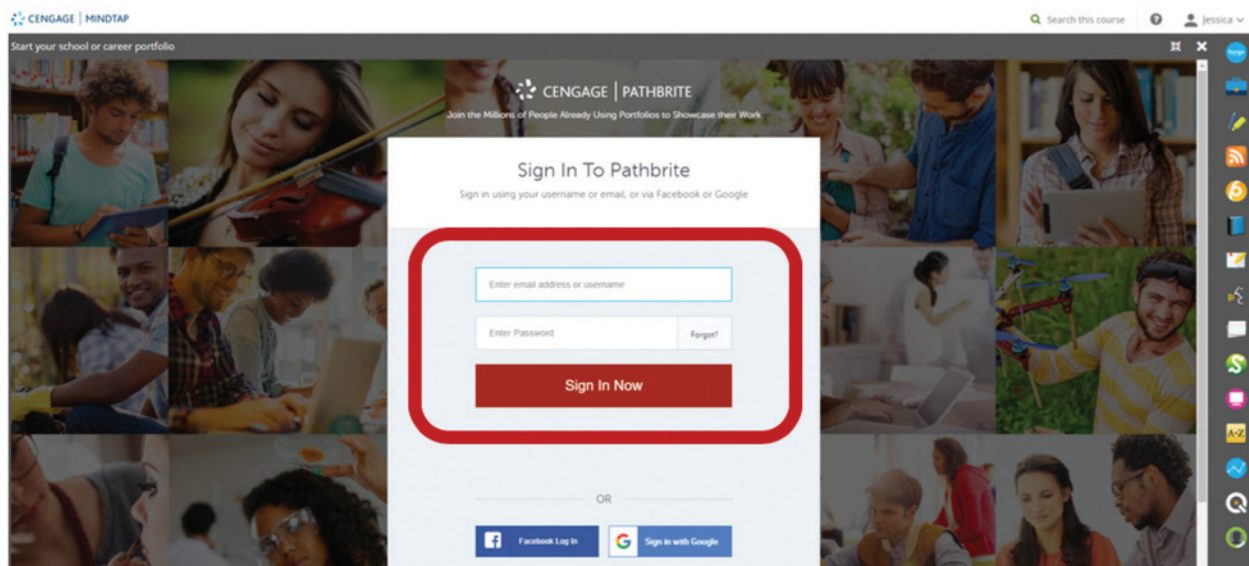 CENGAGE | MINDTAP
Search this course
Jessica
Start your school or career portfolio
CENGAGE | PATHBRITE
Join the Millions of People Already Using Portfolios to Showcase their Work
Sign In To Pathbrite
Sign in using your username or email, or via Facebook or Google
Enter email address or username
Enter Password Forgot?
Sign In Now
OR
Facebook Log In
Sign in with Google
A-Z